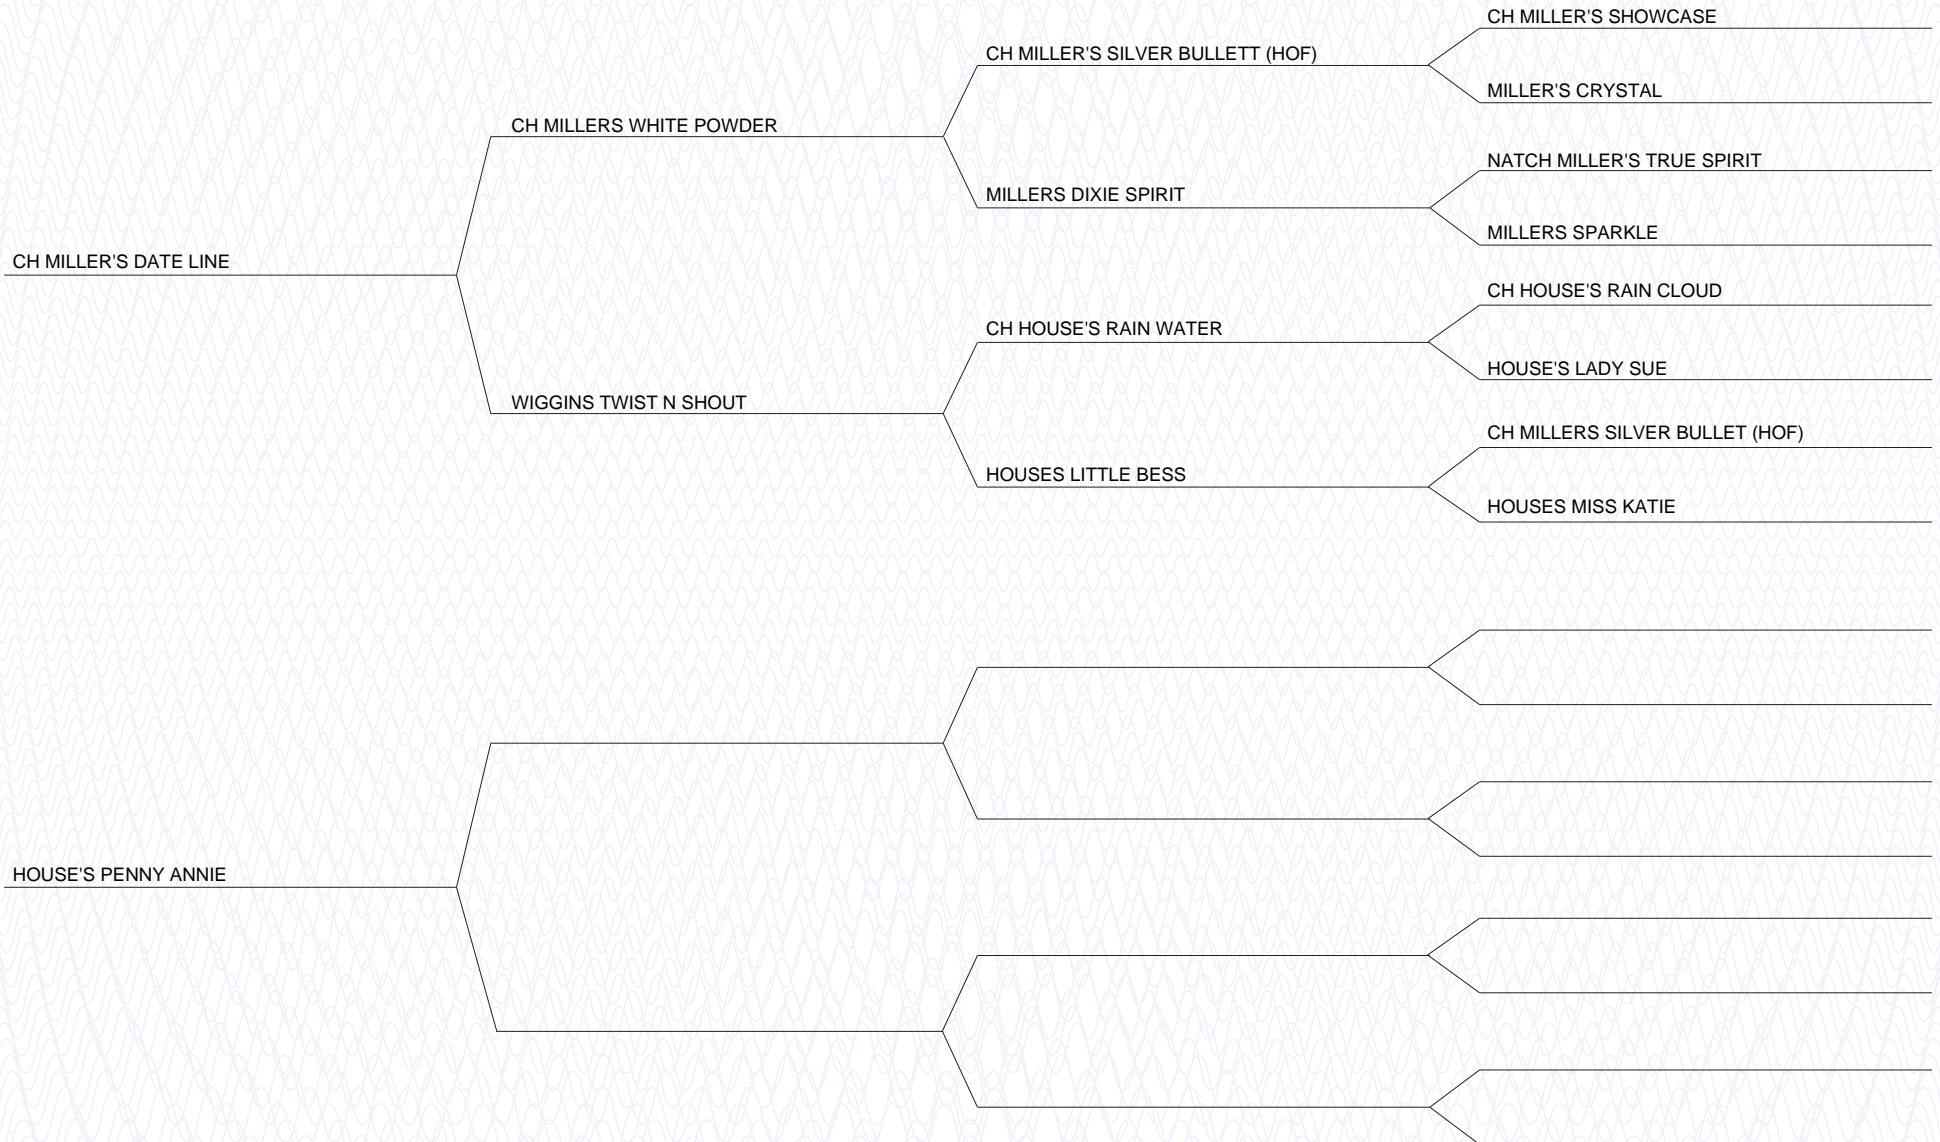 CH MILLER'S SHOWCASE
CH MILLER'S SILVER BULLETT (HOF)
MILLER'S CRYSTAL
CH MILLERS WHITE POWDER
NATCH MILLER'S TRUE SPIRIT
MILLERS DIXIE SPIRIT
MILLERS SPARKLE
CH MILLER'S DATE LINE
CH HOUSE'S RAIN CLOUD
CH HOUSE'S RAIN WATER
HOUSE'S LADY SUE
WIGGINS TWIST N SHOUT
CH MILLERS SILVER BULLET (HOF)
HOUSES LITTLE BESS
HOUSES MISS KATIE
HOUSE'S PENNY ANNIE